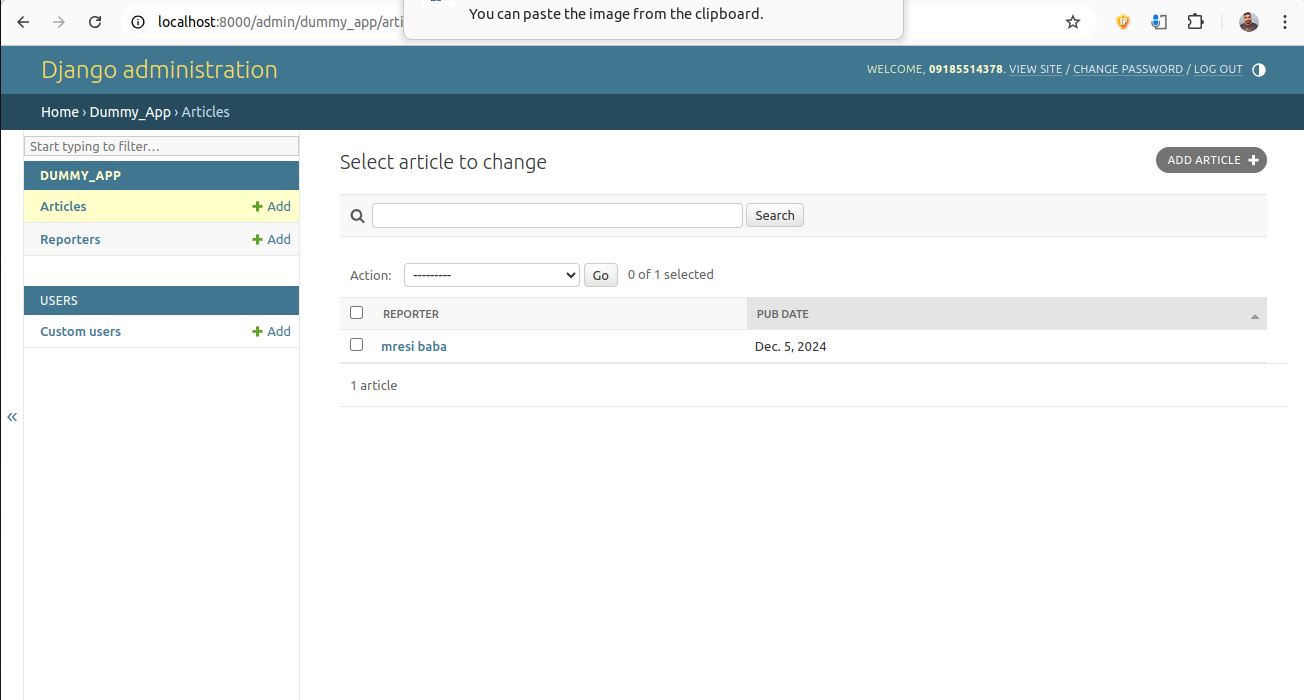 You can paste the image from the clipboard.
localhost:8000/admin/dummy_app/arti
Django administration
WELCOME, 09185514378. VIEW SITE / CHANGE PASSWORD / LOG OUT
Home › Dummy_App › Articles
Start typing to filter...
DUMMY_APP
Articles + Add
Reporters + Add
USERS
Custom users + Add
«
Select article to change
ADD ARTICLE +
Search
Action: --------- Go 0 of 1 selected
REPORTER PUB DATE
mresi baba Dec. 5, 2024
1 article